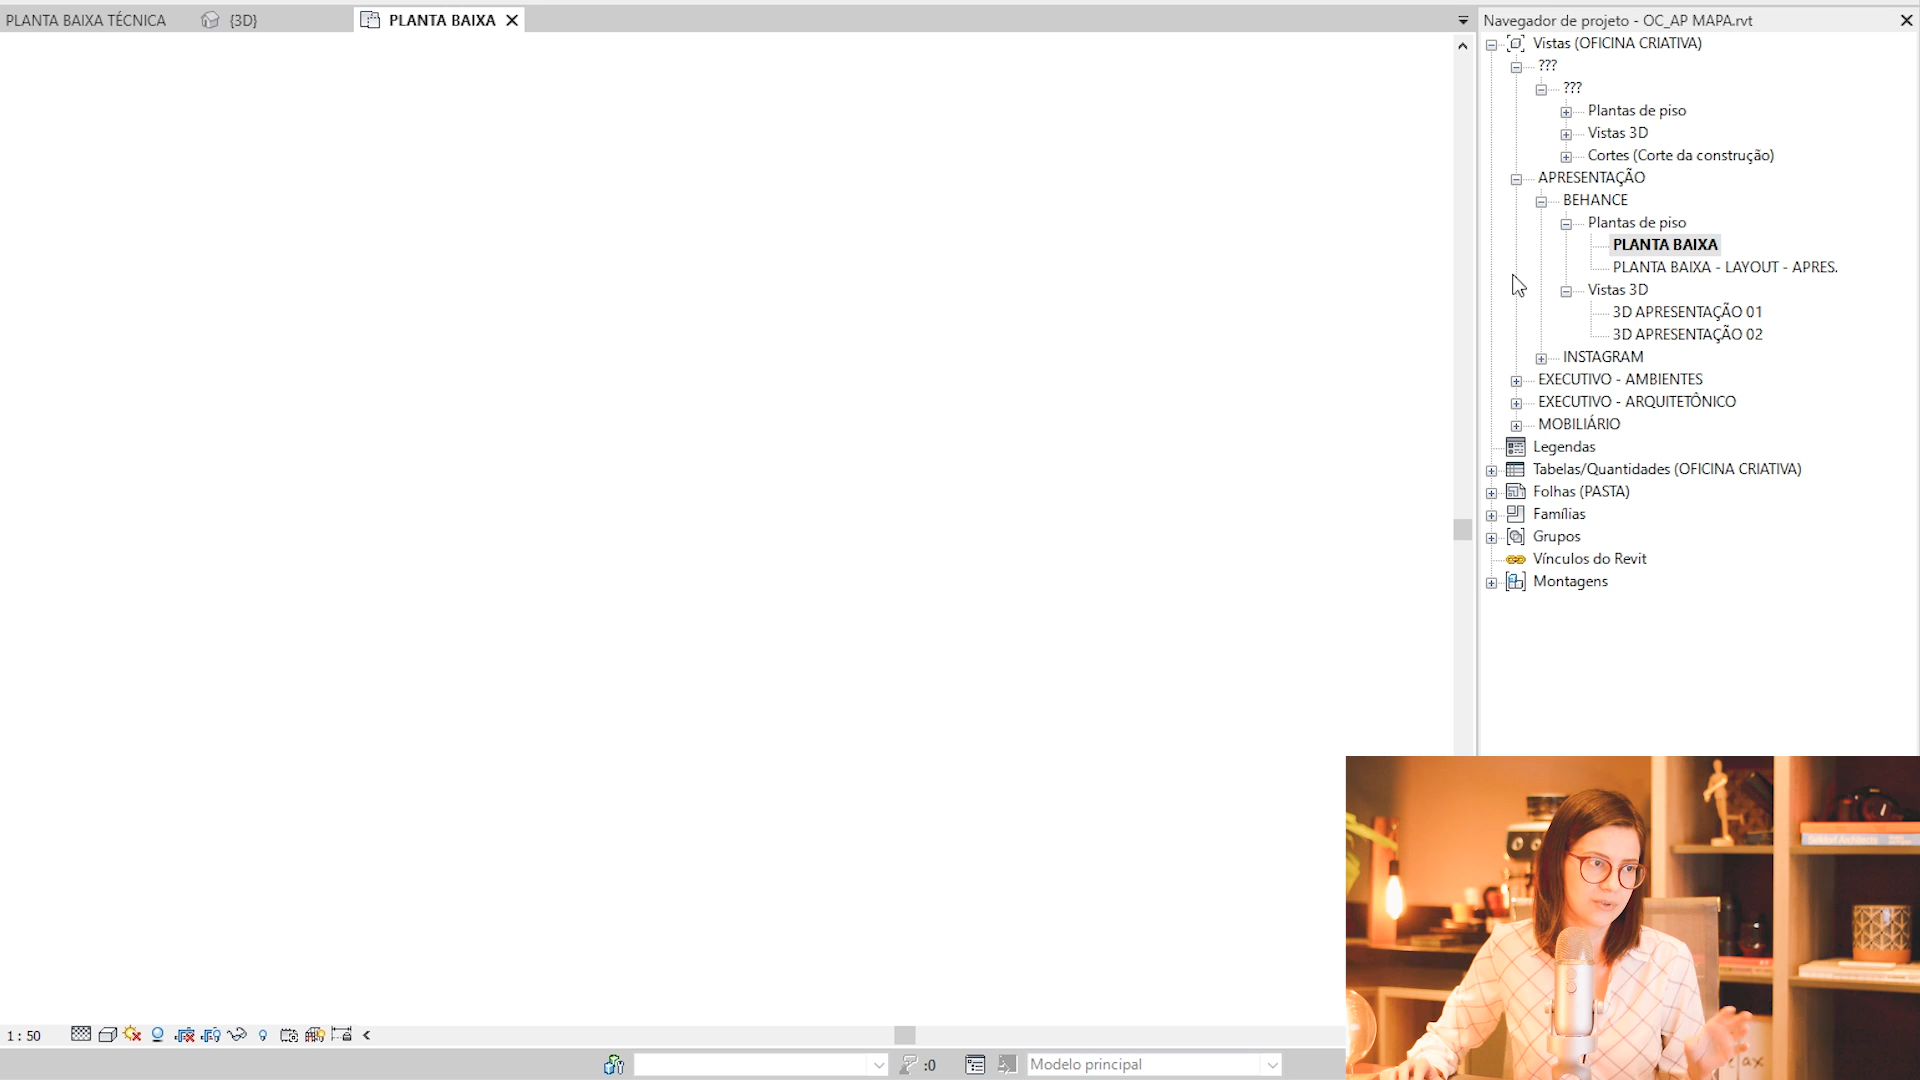 PLANTA BAIXA TÉCNICA
{3D}
PLANTA BAIXA
Navegador de projeto - OC_AP MAPA.rvt
Vistas (OFICINA CRIATIVA)
???
???
Plantas de piso
Vistas 3D
Cortes (Corte da construção)
APRESENTAÇÃO
BEHANCE
Plantas de piso
PLANTA BAIXA
PLANTA BAIXA - LAYOUT - APRES.
Vistas 3D
3D APRESENTAÇÃO 01
3D APRESENTAÇÃO 02
INSTAGRAM
EXECUTIVO - AMBIENTES
EXECUTIVO - ARQUITETÔNICO
MOBILIÁRIO
Legendas
Tabelas/Quantidades (OFICINA CRIATIVA)
Folhas (PASTA)
Famílias
Grupos
Vínculos do Revit
Montagens
1 : 50
:0
Modelo principal